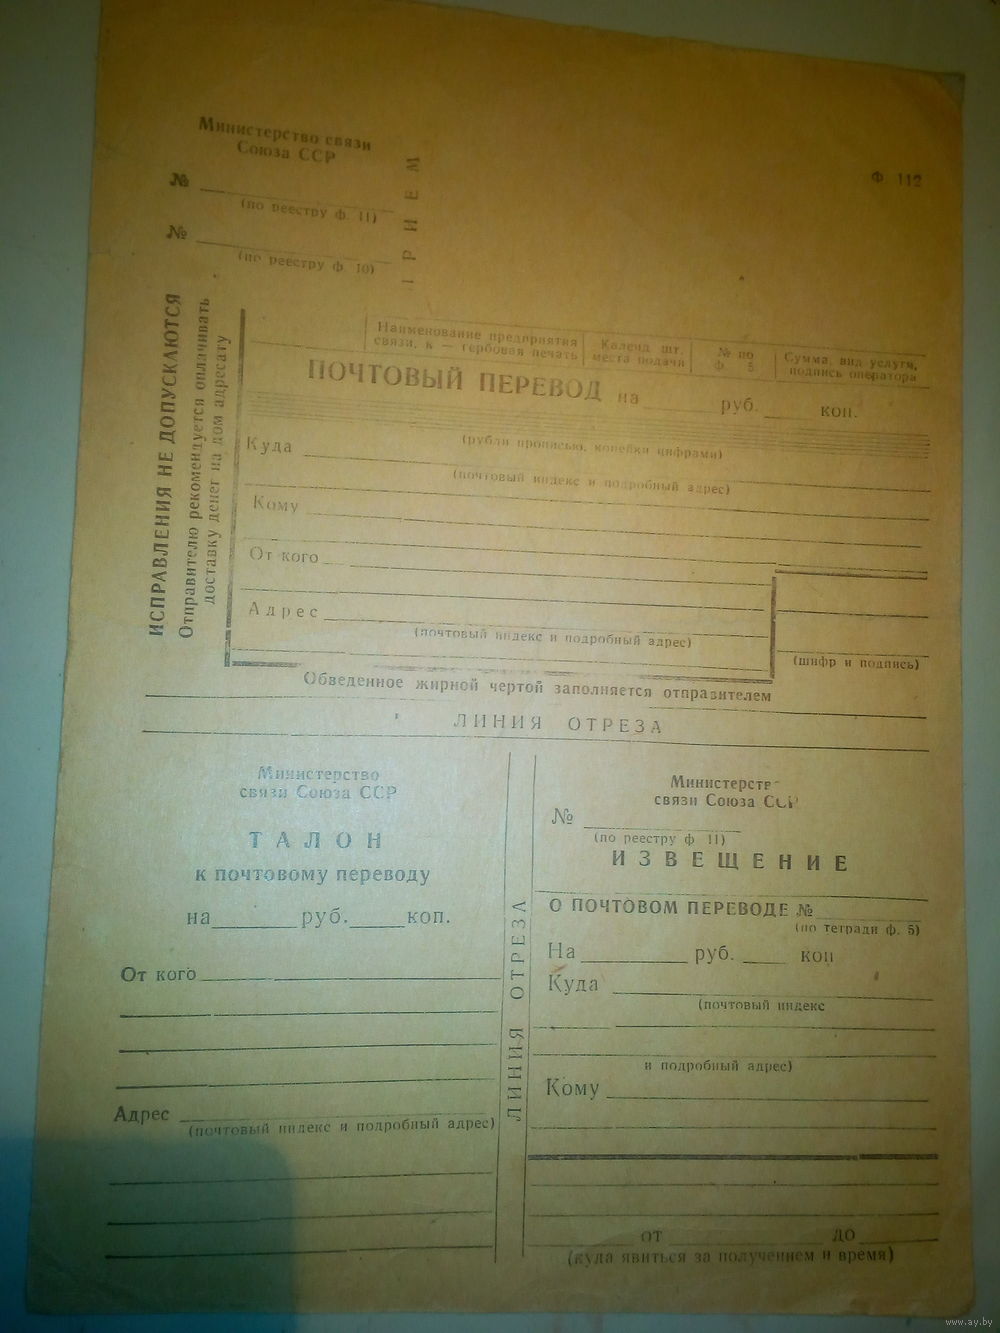 Министерство связи
Союза ССР
№
(по реестру ф. 11)
№
(по реестру ф. 10)
ПРИЕМ
Ф. 112
ИСПРАВЛЕНИЯ НЕ ДОПУСКАЮТСЯ
Отправителю рекомендуется оплачивать
доставку денег на дом адресату
Наименование предприятия
связи, к — гербовая печать
Календ. шт.
места подачи
№ по
ф. 5
Сумма, вид услуги,
подпись оператора
ПОЧТОВЫЙ ПЕРЕВОД на руб. коп.
(рубли прописью, копейки цифрами)
Куда
(почтовый индекс и подробный адрес)
Кому
От кого
Адрес
(почтовый индекс и подробный адрес)
(шифр и подпись)
Обведенное жирной чертой заполняется отправителем
ЛИНИЯ ОТРЕЗА
Министерство
связи Союза ССР
ТАЛОН
к почтовому переводу
на руб. коп.
От кого
Адрес
(почтовый индекс и подробный адрес)
ЛИНИЯ ОТРЕЗА
Министерств
связи Союза ССР
№
(по реестру ф 11)
ИЗВЕЩЕНИЕ
О ПОЧТОВОМ ПЕРЕВОДЕ №
(по тетради ф. 5)
На руб. коп
Куда
(почтовый индекс
и подробный адрес)
Кому
от до
(куда явиться за получением и время)
www.ay.by